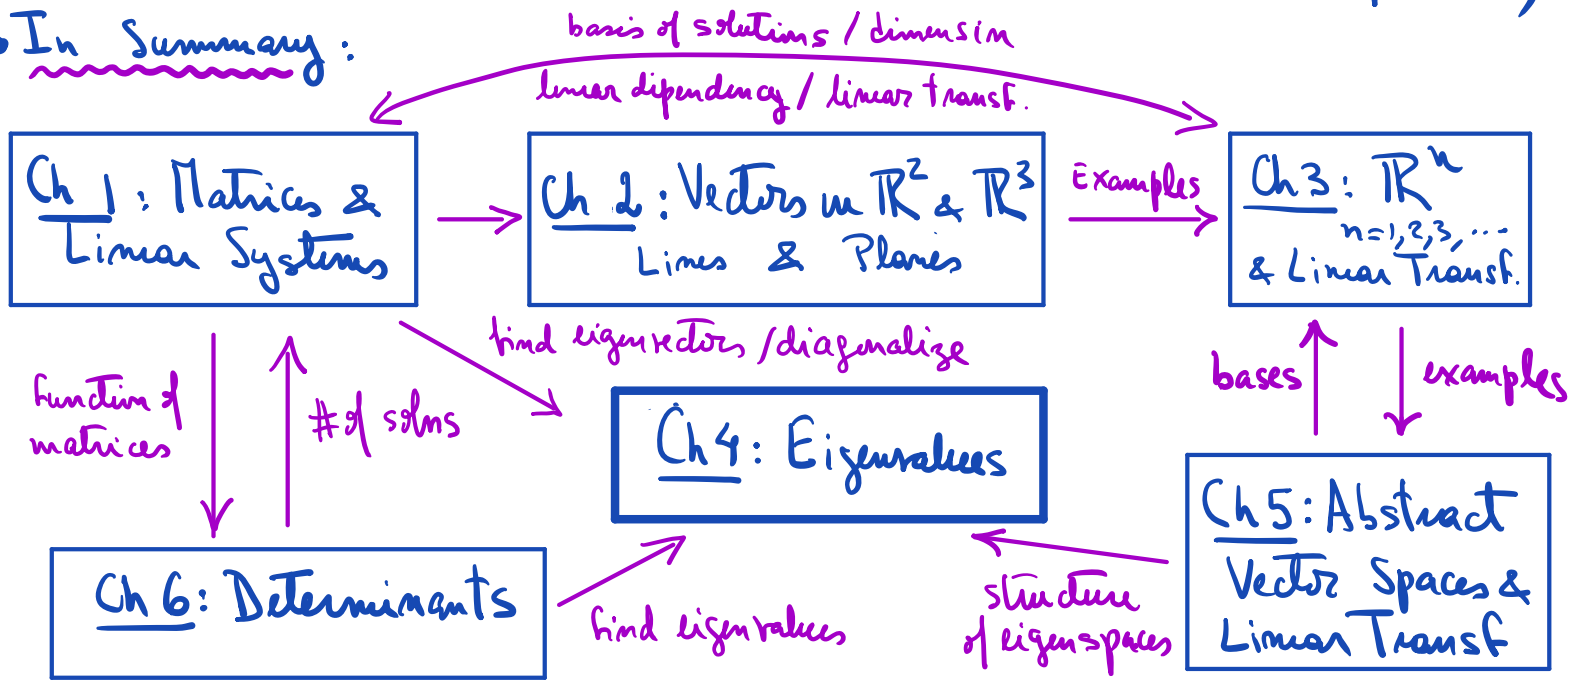 In Summary:
basis of solutions / dimension
linear dipendency / linear transf.
Ch 1: Matrices &
Linear Systems
Ch 2: Vectors in ℝ² & ℝ³
Lines & Planes
Examples
Ch 3: ℝⁿ
n=1,2,3,...
& Linear Transf.
find eigenvectors / diagonalize
function of
matrices
# of solns
bases
examples
Ch 4: Eigenvalues
Ch 5: Abstract
Vector Spaces &
Linear Transf
Ch 6: Determinants
find eigenvalues
structure
of eigenspaces